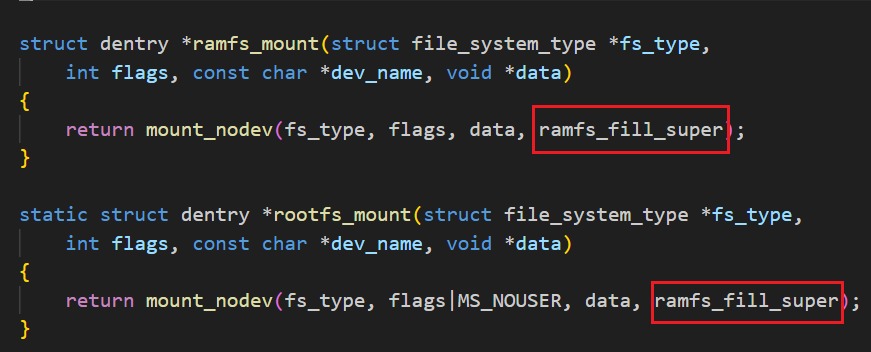 struct dentry *ramfs_mount(struct file_system_type *fs_type,
    int flags, const char *dev_name, void *data)
{
    return mount_nodev(fs_type, flags, data, ramfs_fill_super);
}
static struct dentry *rootfs_mount(struct file_system_type *fs_type,
    int flags, const char *dev_name, void *data)
{
    return mount_nodev(fs_type, flags|MS_NOUSER, data, ramfs_fill_super);
}